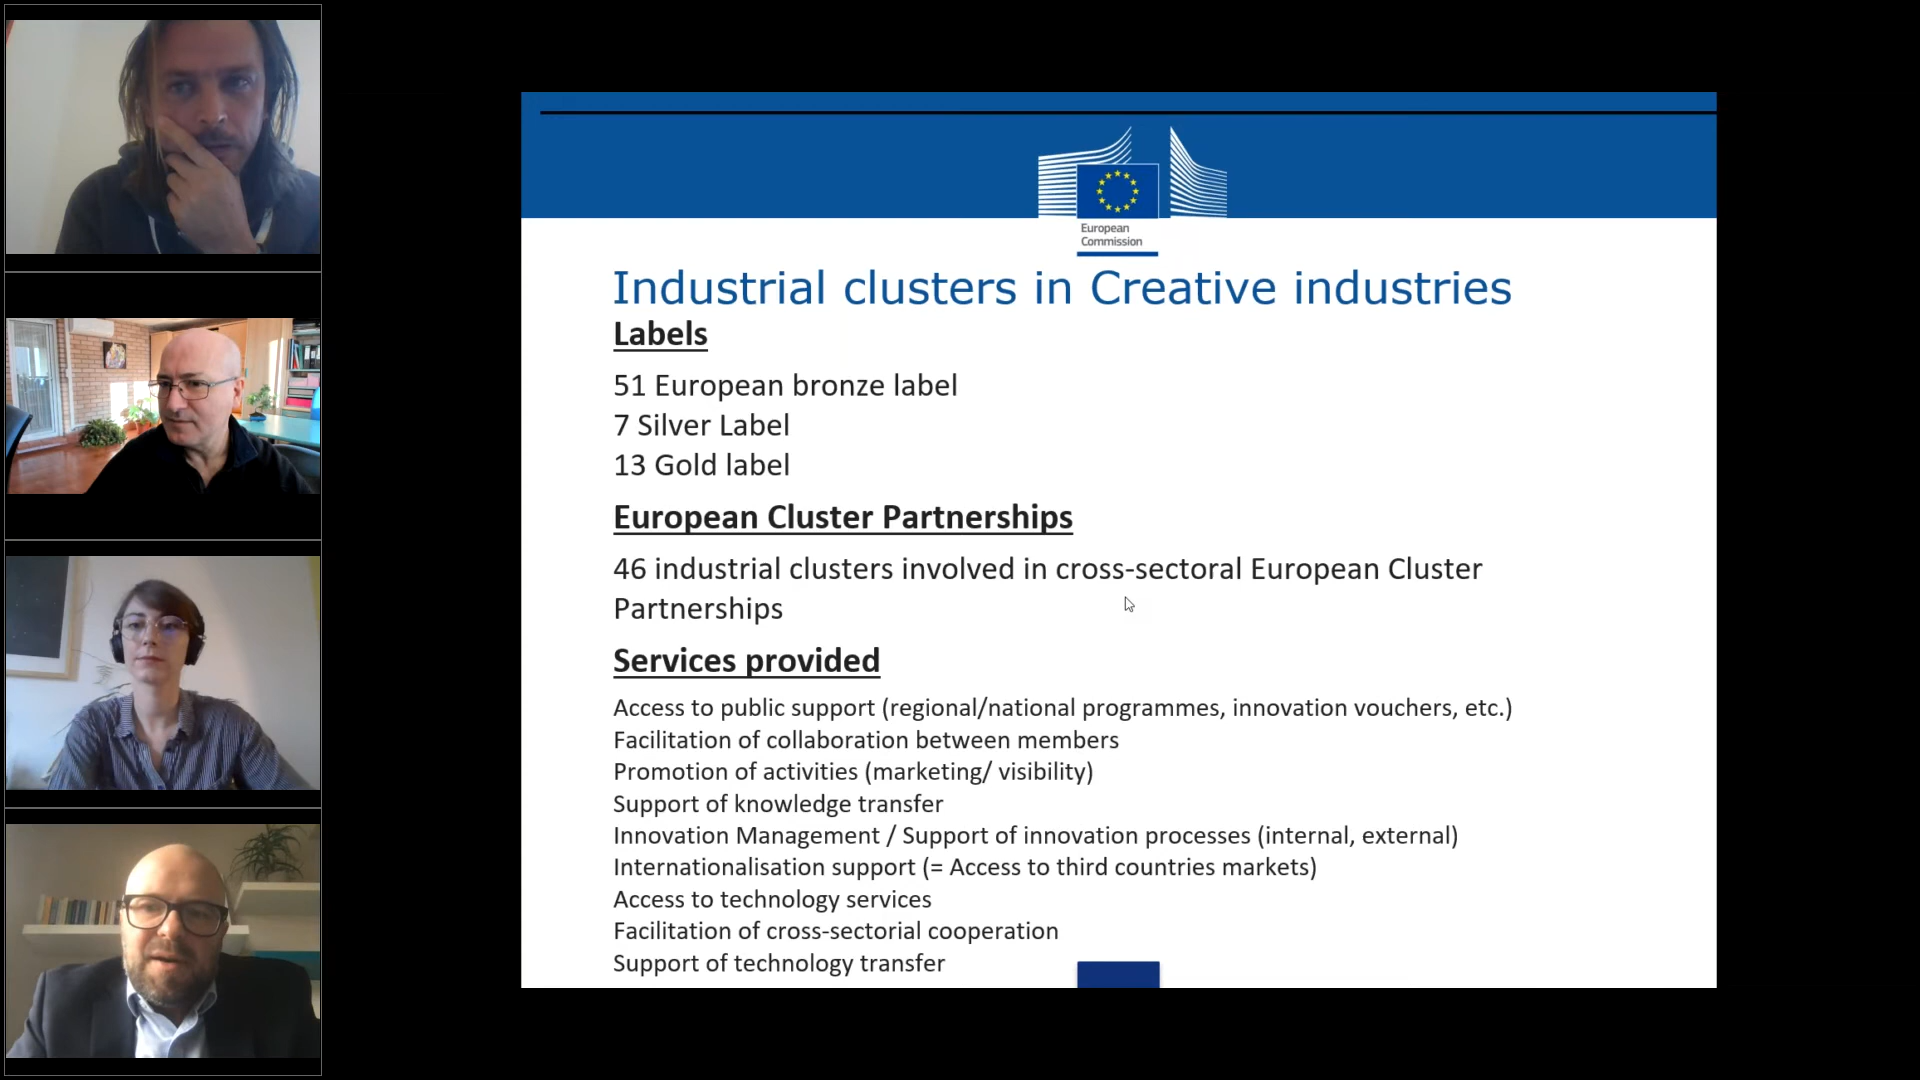 European
Commission
Industrial clusters in Creative industries
Labels
51 European bronze label
7 Silver Label
13 Gold label
European Cluster Partnerships
46 industrial clusters involved in cross-sectoral European Cluster
Partnerships
Services provided
Access to public support (regional/national programmes, innovation vouchers, etc.)
Facilitation of collaboration between members
Promotion of activities (marketing/ visibility)
Support of knowledge transfer
Innovation Management / Support of innovation processes (internal, external)
Internationalisation support (= Access to third countries markets)
Access to technology services
Facilitation of cross-sectorial cooperation
Support of technology transfer